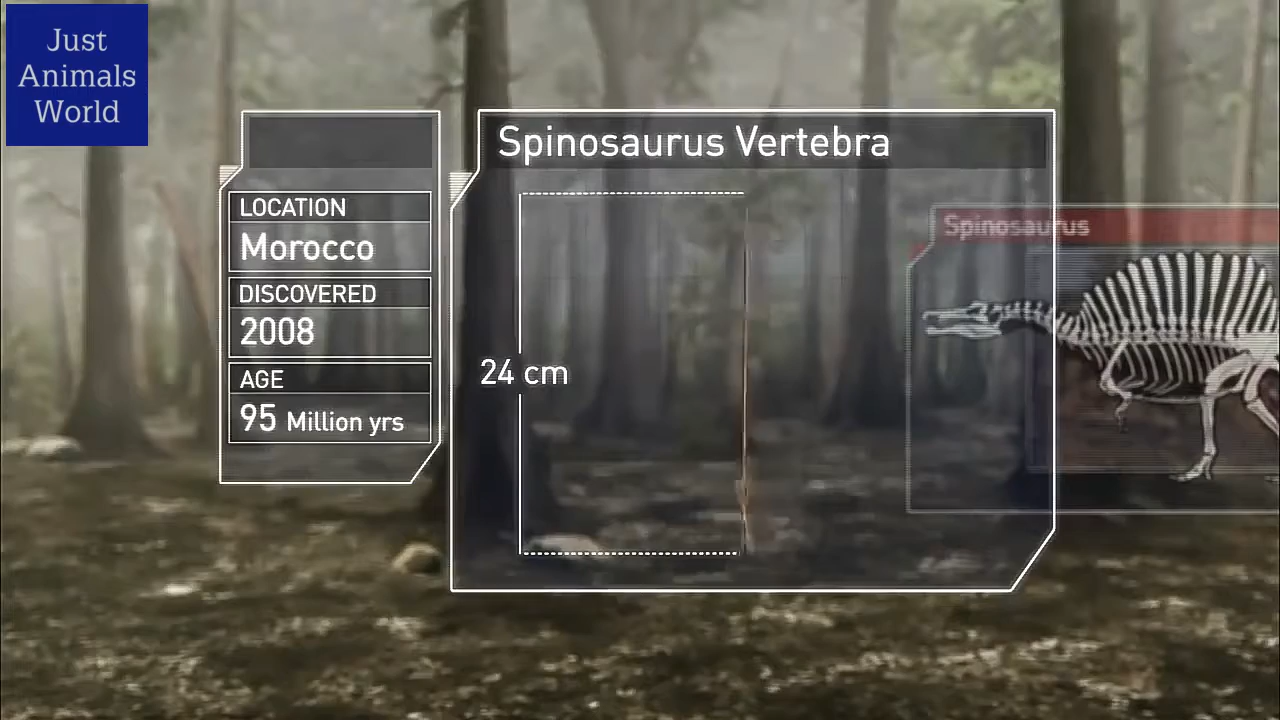 Just
Animals
World
LOCATION
Morocco
DISCOVERED
2008
AGE
95 Million yrs
Spinosaurus Vertebra
24 cm
Spinosaurus